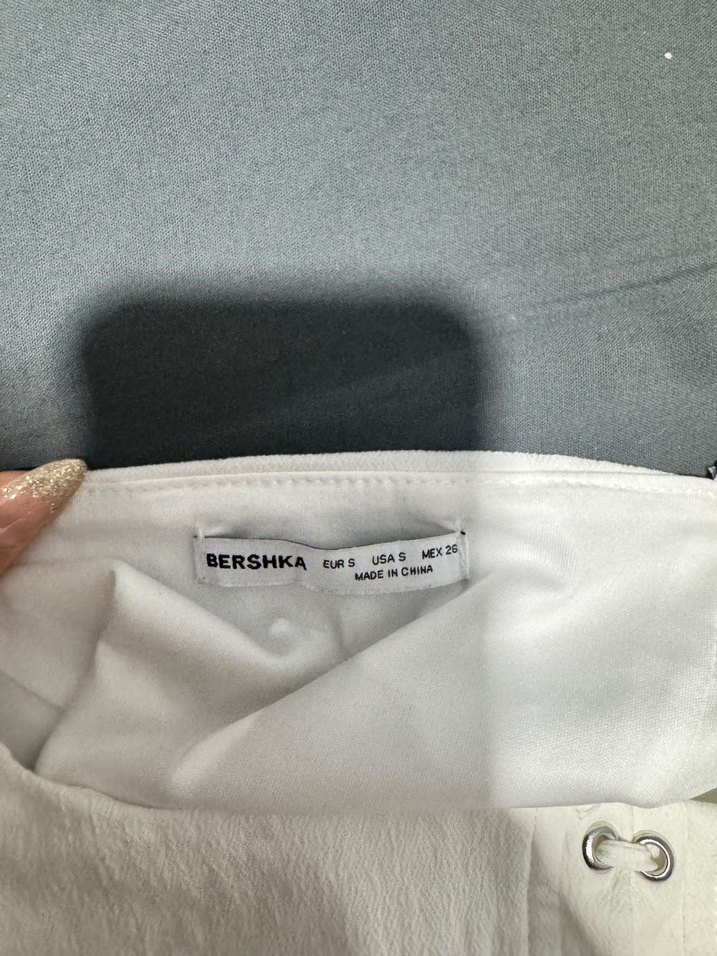 BERSHKA EUR S USA S MEX 26
MADE IN CHINA